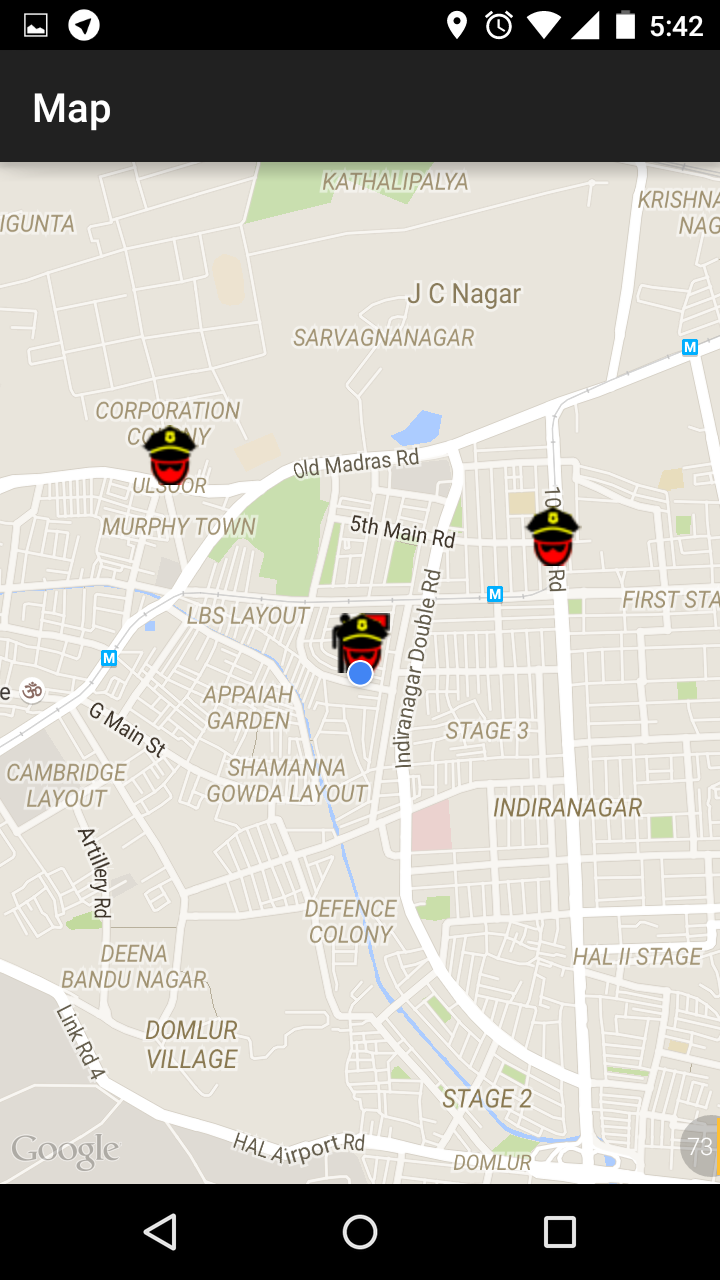 5:42
Map
KATHALIPALYA
IGUNTA
KRISHNA
NAG
J C Nagar
SARVAGNANAGAR
M
CORPORATION
COLONY
Old Madras Rd
ULSOOR
MURPHY TOWN
5th Main Rd
10
Rd
M
LBS LAYOUT
FIRST STA
Indiranagar Double Rd
M
e
ॐ
APPAIAH
GARDEN
G Main St
STAGE 3
CAMBRIDGE
LAYOUT
SHAMANNA
GOWDA LAYOUT
INDIRANAGAR
Artillery Rd
DEFENCE
COLONY
DEENA
BANDU NAGAR
HAL II STAGE
Link Rd 4
DOMLUR
VILLAGE
STAGE 2
Google
HAL Airport Rd
DOMLUR
73